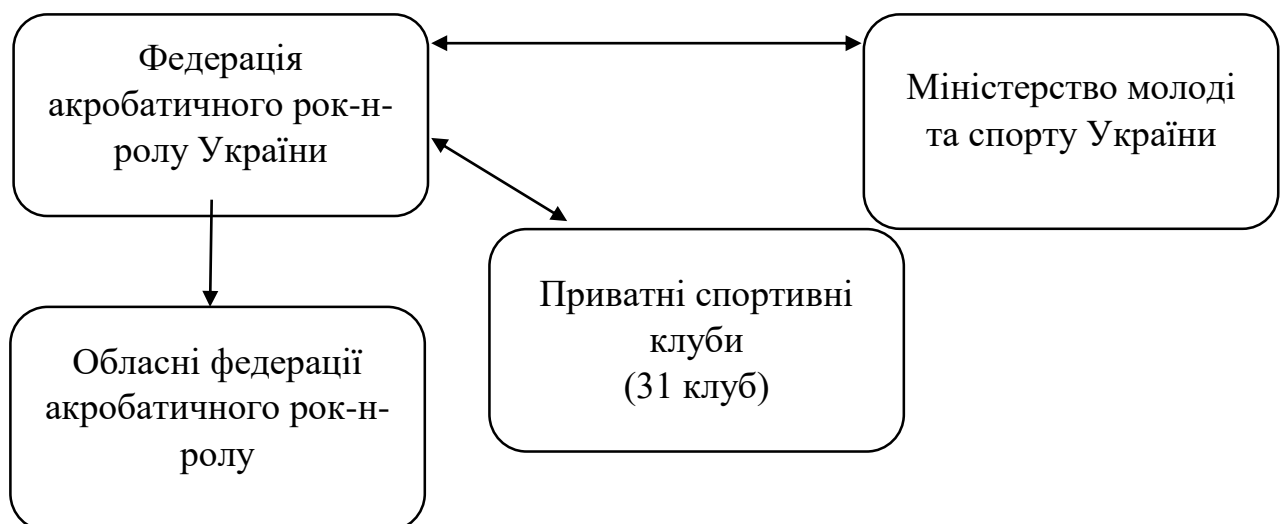 Федерація
акробатичного рок-н-
ролу України
Міністерство молоді
та спорту України
Приватні спортивні
клуби
(31 клуб)
Обласні федерації
акробатичного рок-н-
ролу